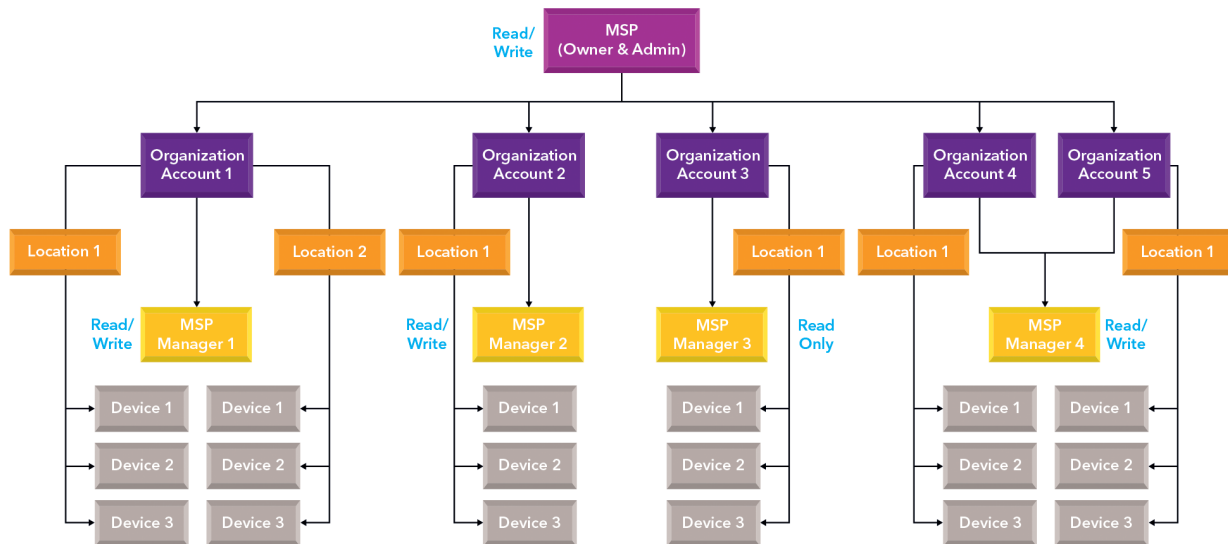 Read/
Write
MSP
(Owner & Admin)
Organization
Account 1
Organization
Account 2
Organization
Account 3
Organization
Account 4
Organization
Account 5
Location 1
Location 2
Location 1
Location 1
Location 1
Location 1
Read/
Write
MSP
Manager 1
Read/
Write
MSP
Manager 2
MSP
Manager 3
Read
Only
MSP
Manager 4
Read/
Write
Device 1
Device 1
Device 1
Device 1
Device 1
Device 1
Device 2
Device 2
Device 2
Device 2
Device 2
Device 2
Device 3
Device 3
Device 3
Device 3
Device 3
Device 3